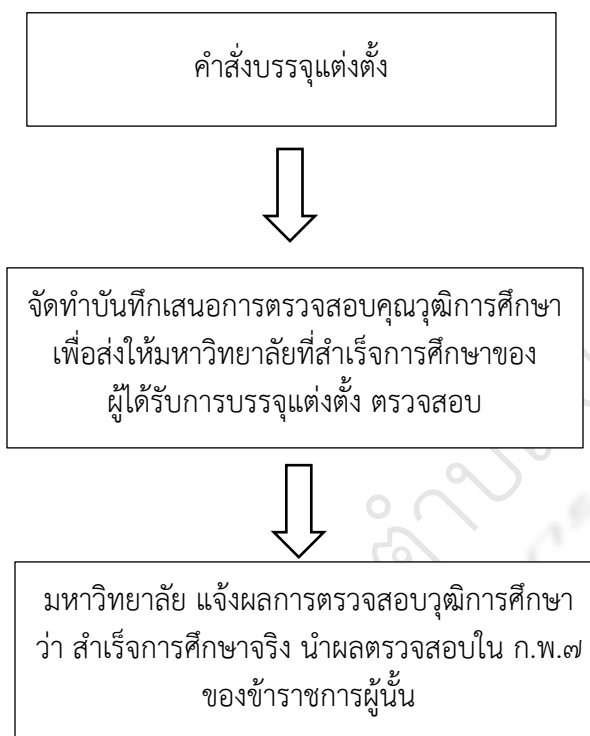 คำสั่งบรรจุแต่งตั้ง
จัดทำบันทึกเสนอการตรวจสอบคุณวุฒิการศึกษา
เพื่อส่งให้มหาวิทยาลัยที่สำเร็จการศึกษาของ
ผู้ได้รับการบรรจุแต่งตั้ง ตรวจสอบ
มหาวิทยาลัย แจ้งผลการตรวจสอบวุฒิการศึกษา
ว่า สำเร็จการศึกษาจริง นำผลตรวจสอบใน ก.พ.๗
ของข้าราชการผู้นั้น